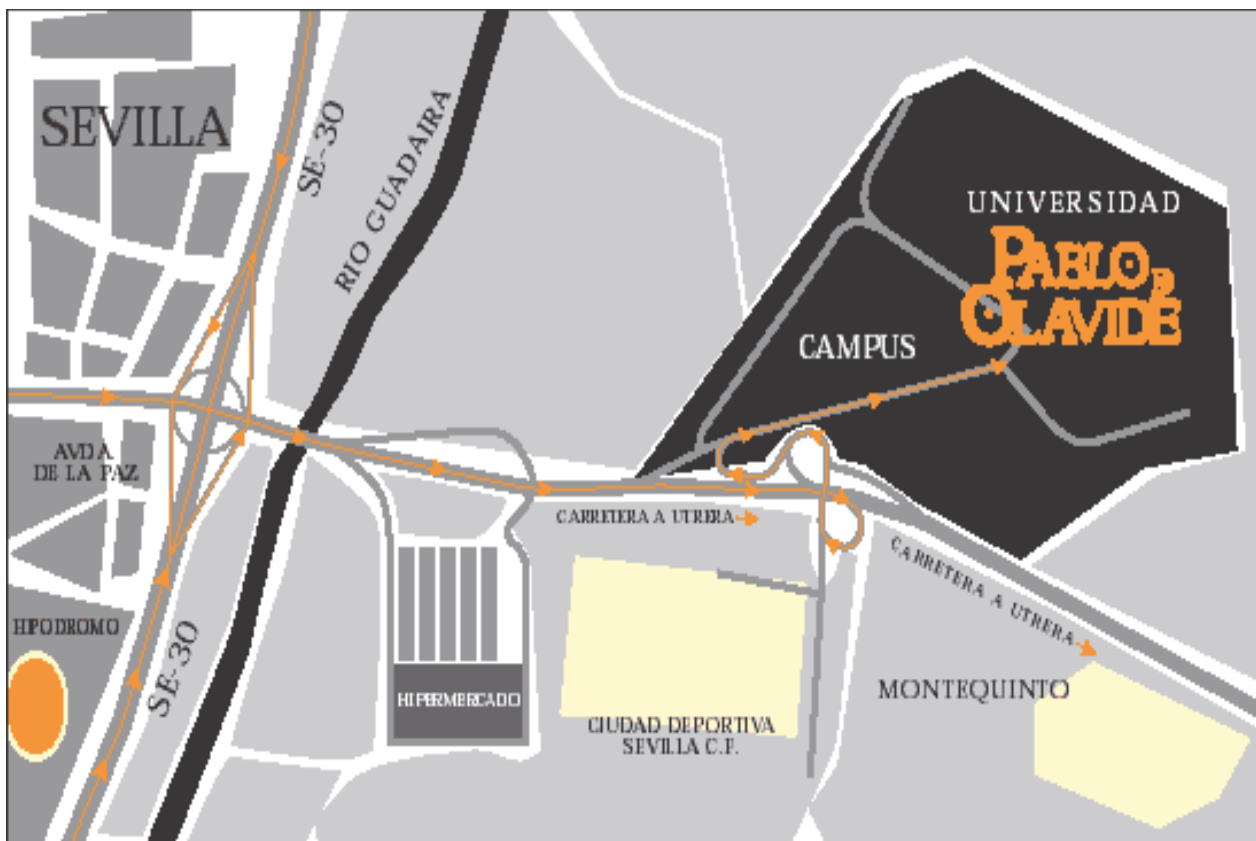 SEVILLA
SE-30
RIO GUADAIRA
UNIVERSIDAD
PABLO DE
OLAVIDE
CAMPUS
AVDA.
DE LA PAZ
CARRETERA A UTRERA
CARRETERA A UTRERA
HIPODROMO
SE-30
HIPERMERCADO
CIUDAD DEPORTIVA
SEVILLA C.F.
MONTEQUINTO